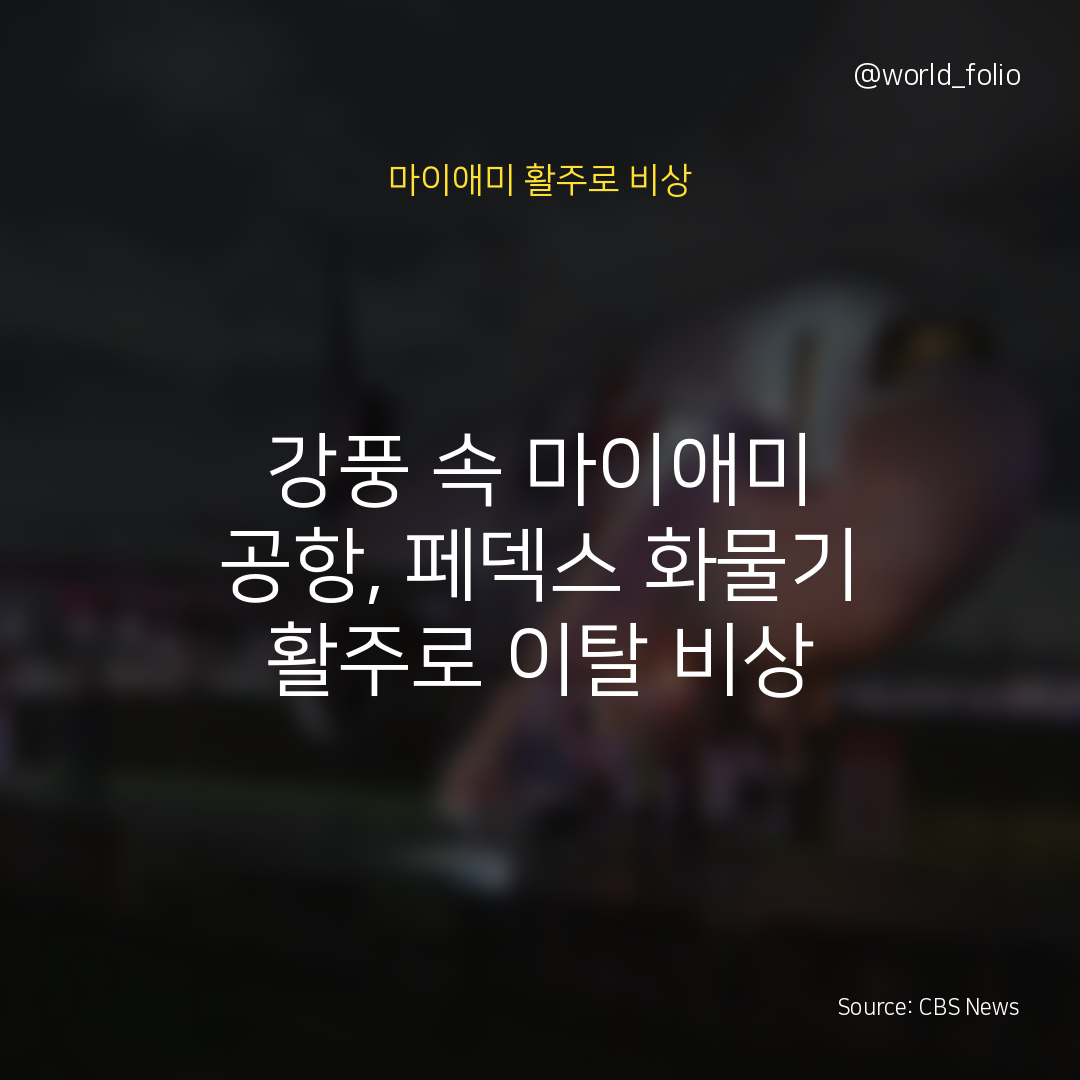 @world_folio
마이애미 활주로 비상
강풍 속 마이애미
공항, 페덱스 화물기
활주로 이탈 비상
Source: CBS News